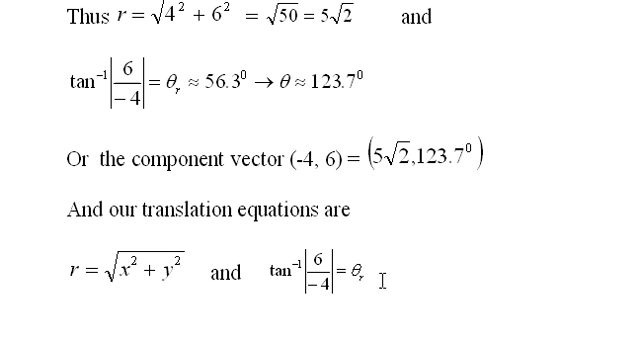 Thus r = √4² + 6² = √50 = 5√2 and
tan⁻¹|6/-4| = θᵣ ≈ 56.3⁰ → θ ≈ 123.7⁰
Or the component vector (-4, 6) = (5√2,123.7⁰)
And our translation equations are
r = √x² + y² and tan⁻¹|6/-4| = θᵣ